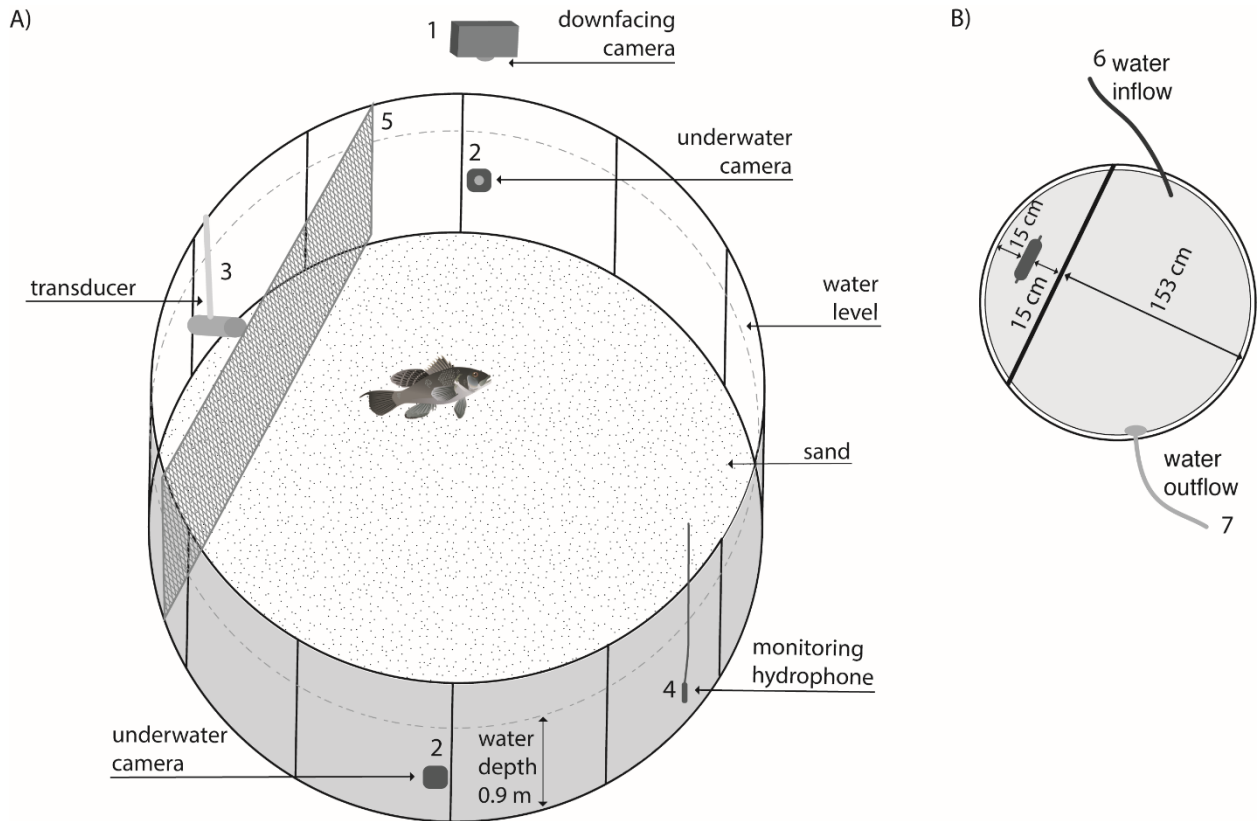 A)
1
downfacing
camera
5
2
underwater
camera
3
transducer
water
level
sand
monitoring
hydrophone
4
underwater
camera
2
water
depth
0.9 m
B)
6
water
inflow
15 cm
15 cm
153 cm
water
outflow
7